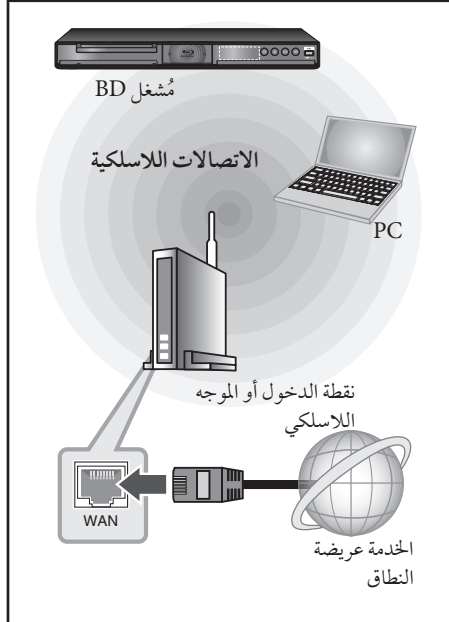 مُشغل BD
الاتصالات اللاسلكية
PC
نقطة الدخول أو الموجه
اللاسلكي
WAN
الخدمة عريضة
النطاق